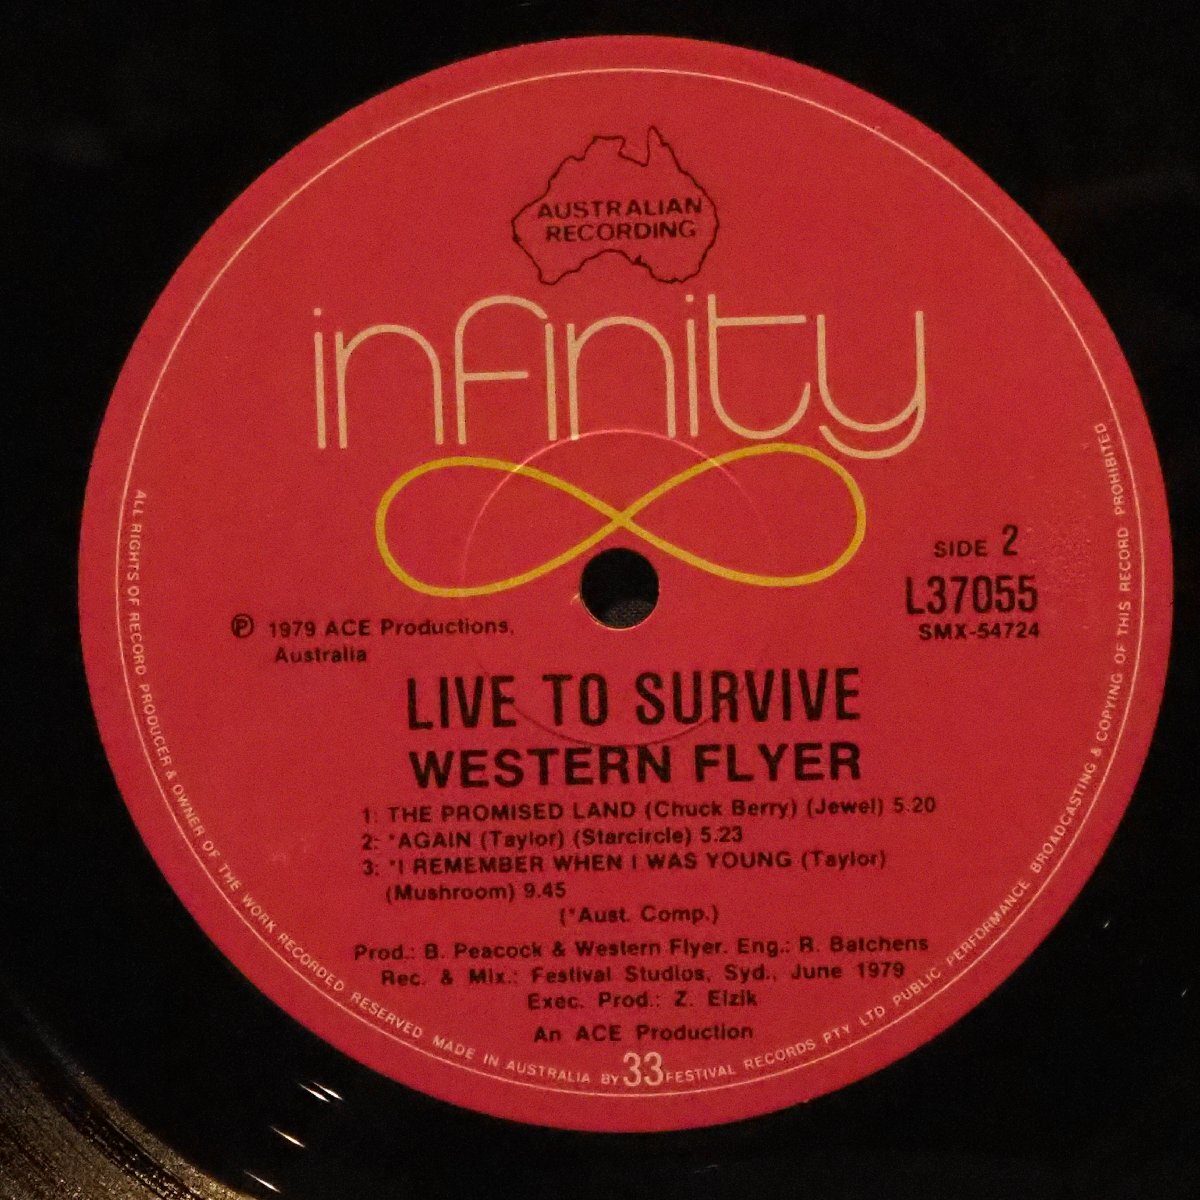 AUSTRALIAN
RECORDING
infinity
SIDE 2
L37055
SMX-54724
Ⓟ 1979 ACE Productions,
Australia
LIVE TO SURVIVE
WESTERN FLYER
1: THE PROMISED LAND (Chuck Berry) (Jewel) 5.20
2: *AGAIN (Taylor) (Starcircle) 5.23
3: *I REMEMBER WHEN I WAS YOUNG (Taylor)
(Mushroom) 9.45
(*Aust. Comp.)
Prod.: B. Peacock & Western Flyer. Eng.: R. Batchens
Rec. & Mix.: Festival Studios, Syd., June 1979
Exec. Prod.: Z. Elzik
An ACE Production
33
ALL RIGHTS OF RECORD PRODUCER & OWNER OF THE WORK RECORDED RESERVED MADE IN AUSTRALIA BY FESTIVAL RECORDS PTY LTD PUBLIC PERFORMANCE BROADCASTING & COPYING OF THIS RECORD PROHIBITED